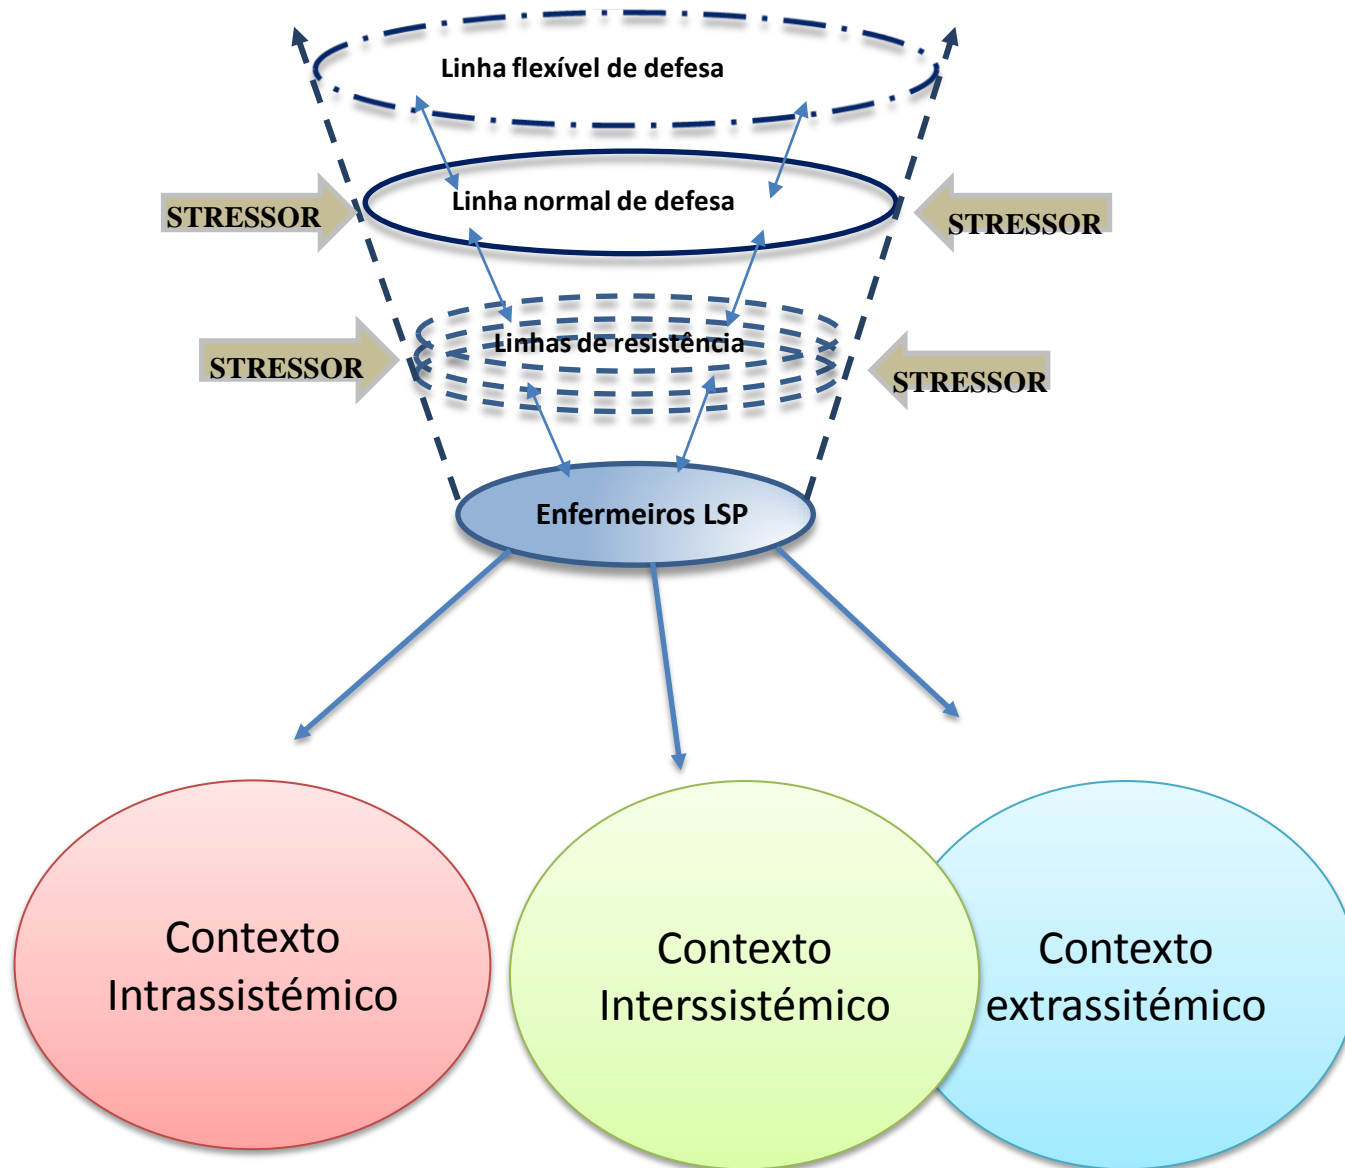 Linha flexível de defesa
Linha normal de defesa
STRESSOR
STRESSOR
Linhas de resistência
STRESSOR
STRESSOR
Enfermeiros LSP
Contexto
Intrassistémico
Contexto
Interssistémico
Contexto
extrassitémico